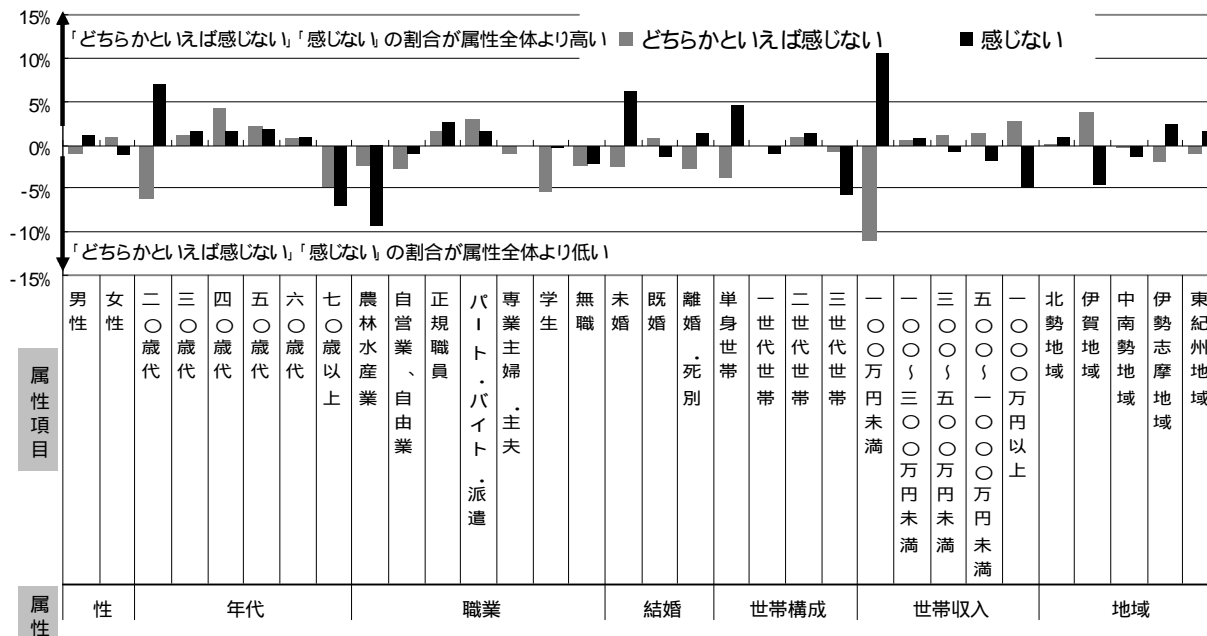 15%
「どちらかといえば感じない」「感じない」の割合が属性全体より高い
どちらかといえば感じない
感じない
10%
5%
0%
-5%
-10%
「どちらかといえば感じない」「感じない」の割合が属性全体より低い
-15%
属性項目
男性
女性
二〇歳代
三〇歳代
四〇歳代
五〇歳代
六〇歳代
七〇歳以上
農林水産業
自営業、自由業
正規職員
パート・バイト・派遣
専業主婦・主夫
学生
無職
未婚
既婚
離婚・死別
単身世帯
一世代世帯
二世代世帯
三世代世帯
一〇〇万円未満
一〇〇～三〇〇万円未満
三〇〇～五〇〇万円未満
五〇〇～一〇〇〇万円未満
一〇〇〇万円以上
北勢地域
伊賀地域
中南勢地域
伊勢志摩地域
東紀州地域
属性
性
年代
職業
結婚
世帯構成
世帯収入
地域